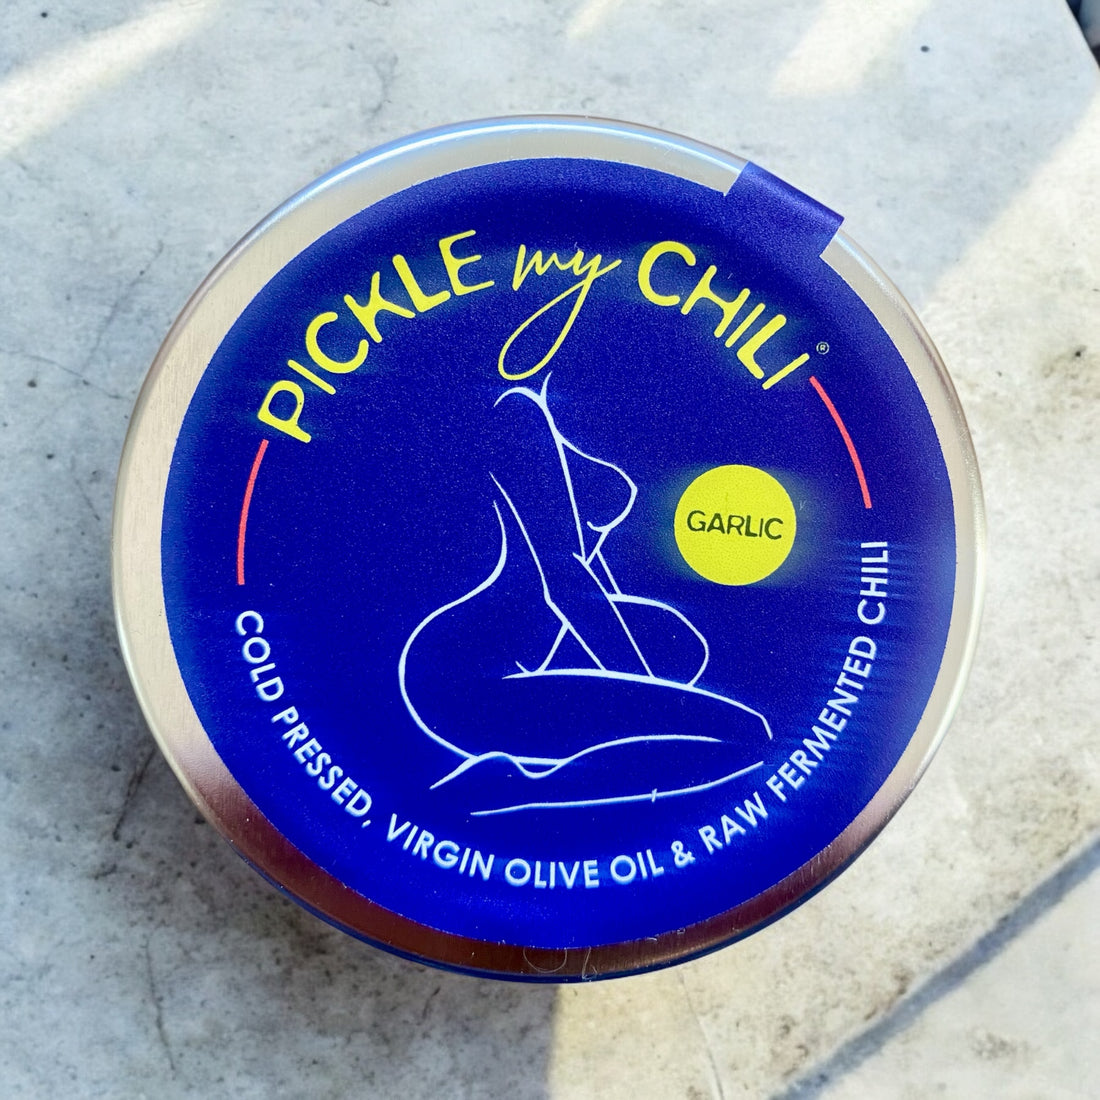 PICKLE my CHILI®
GARLIC
COLD PRESSED, VIRGIN OLIVE OIL & RAW FERMENTED CHILI